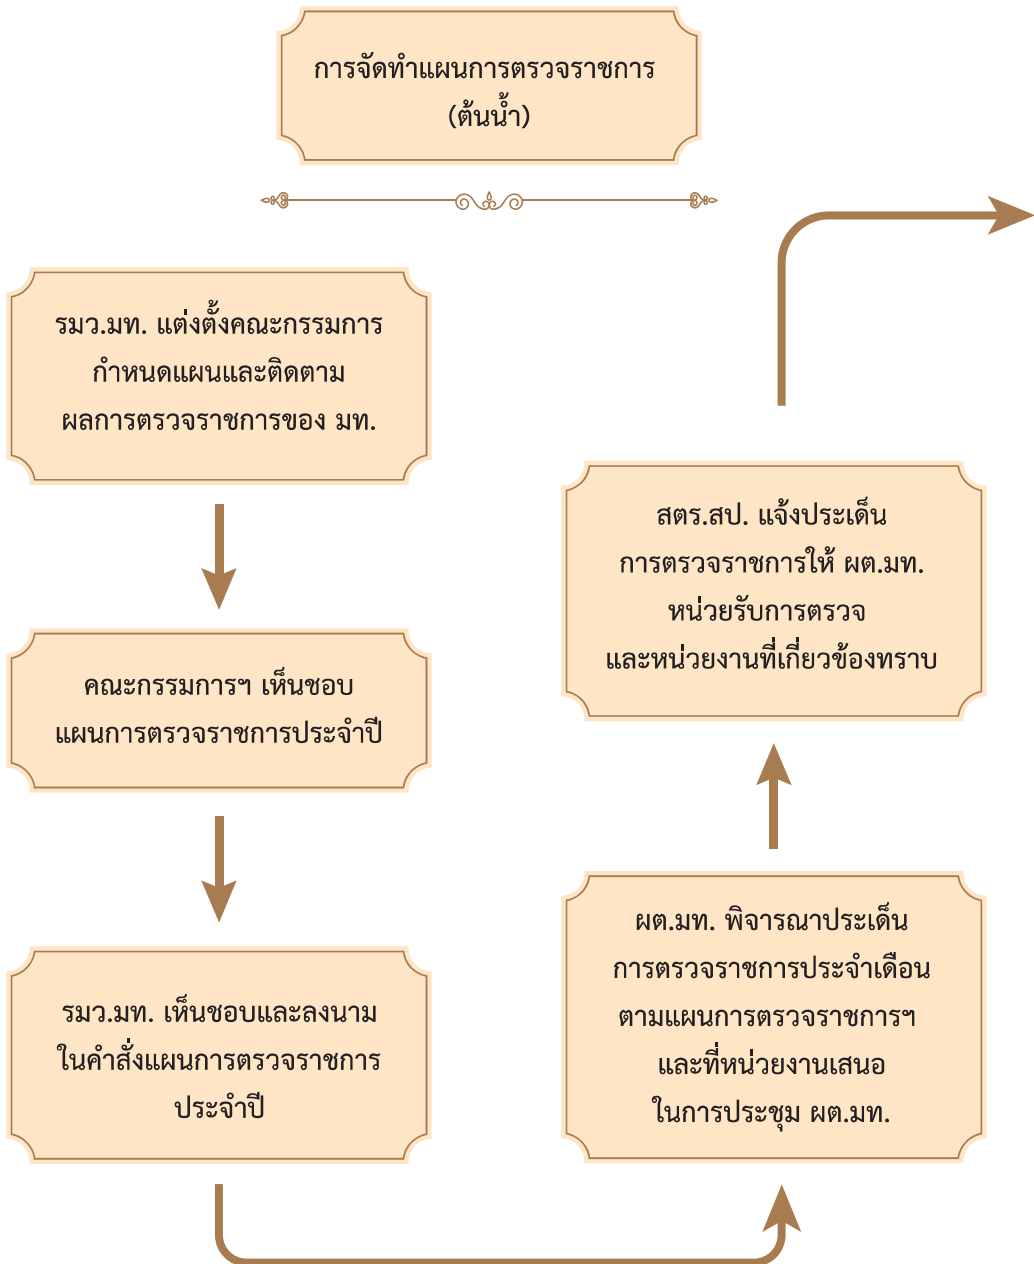 การจัดทำแผนการตรวจราชการ
(ต้นน้ำ)
รมว.มท. แต่งตั้งคณะกรรมการ
กำหนดแผนและติดตาม
ผลการตรวจราชการของ มท.
คณะกรรมการฯ เห็นชอบ
แผนการตรวจราชการประจำปี
รมว.มท. เห็นชอบและลงนาม
ในคำสั่งแผนการตรวจราชการ
ประจำปี
ผต.มท. พิจารณาประเด็น
การตรวจราชการประจำเดือน
ตามแผนการตรวจราชการฯ
และที่หน่วยงานเสนอ
ในการประชุม ผต.มท.
สตร.สป. แจ้งประเด็น
การตรวจราชการให้ ผต.มท.
หน่วยรับการตรวจ
และหน่วยงานที่เกี่ยวข้องทราบ